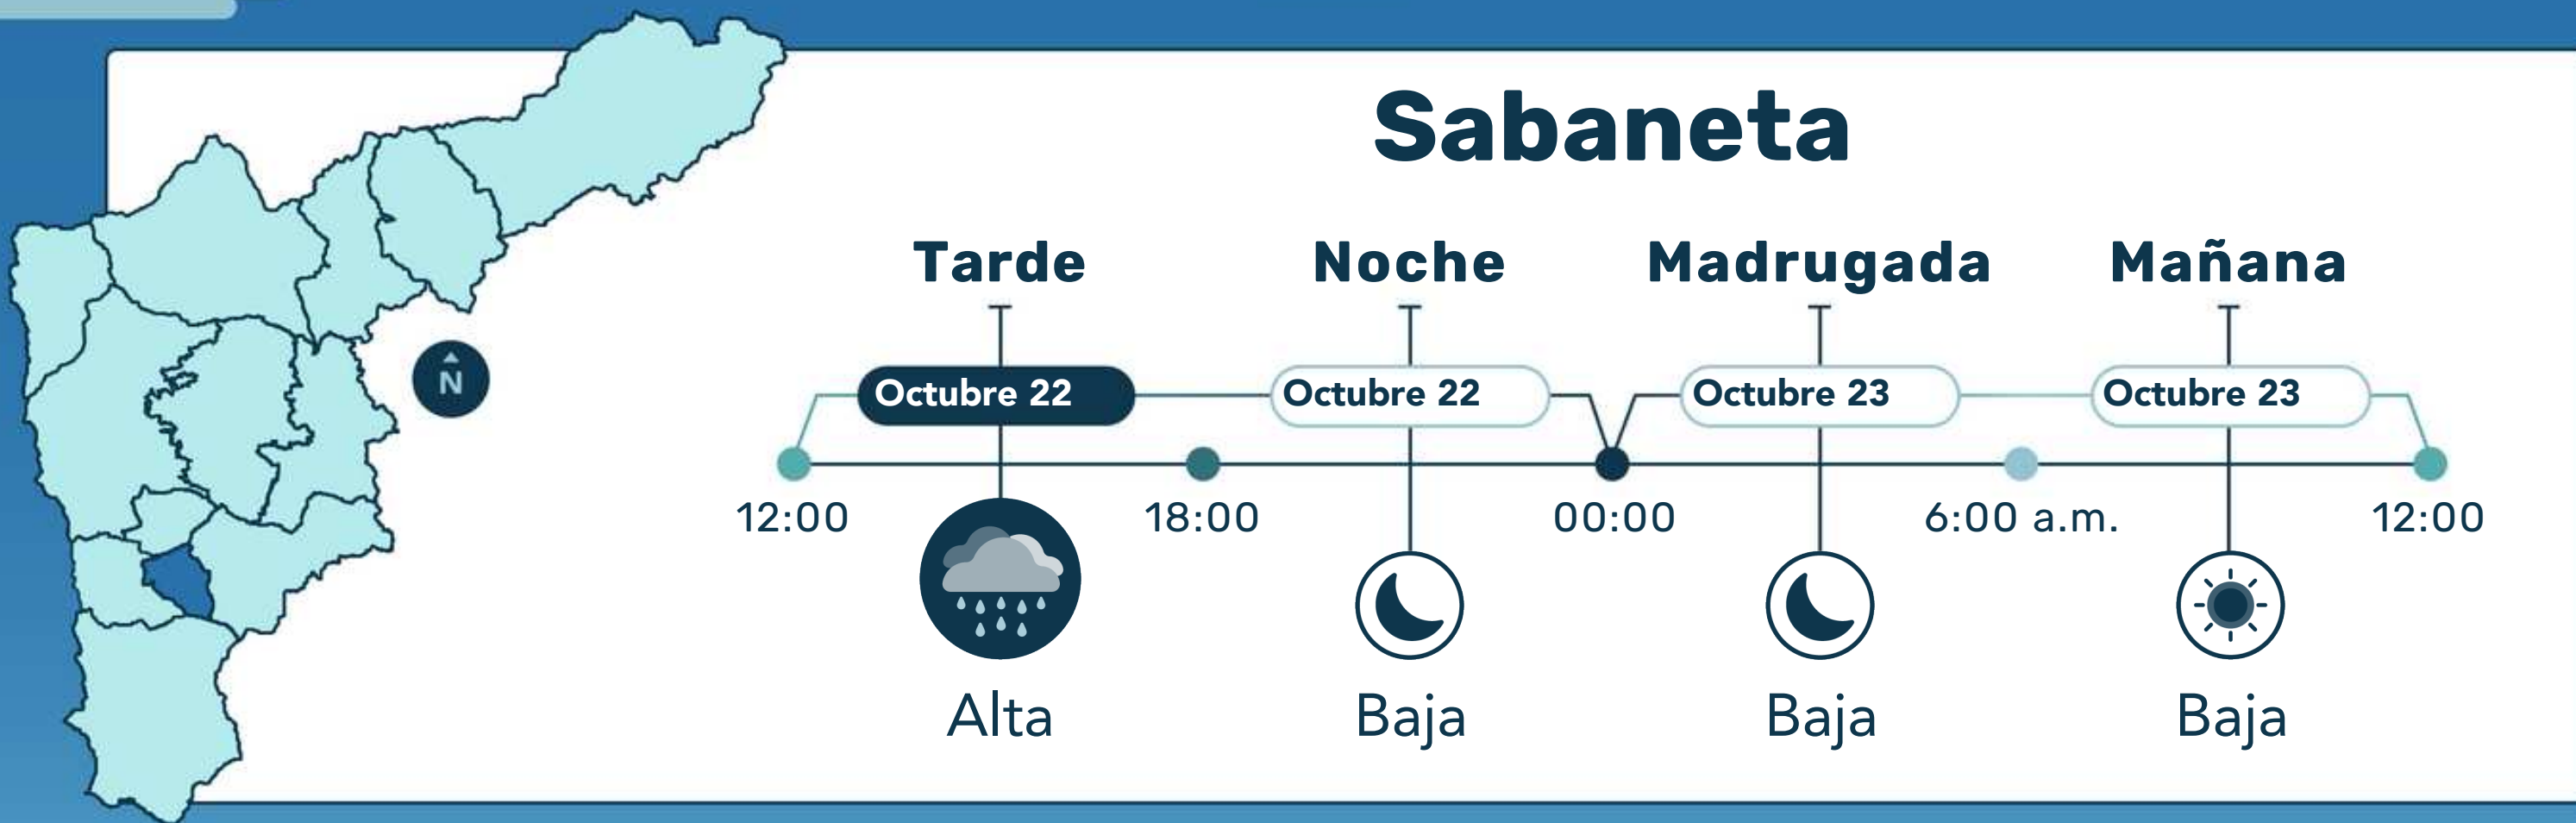 Sabaneta
Tarde Noche Madrugada Mañana
Octubre 22 Octubre 22 Octubre 23 Octubre 23
N
12:00 18:00 00:00 6:00 a.m. 12:00
Alta Baja Baja Baja